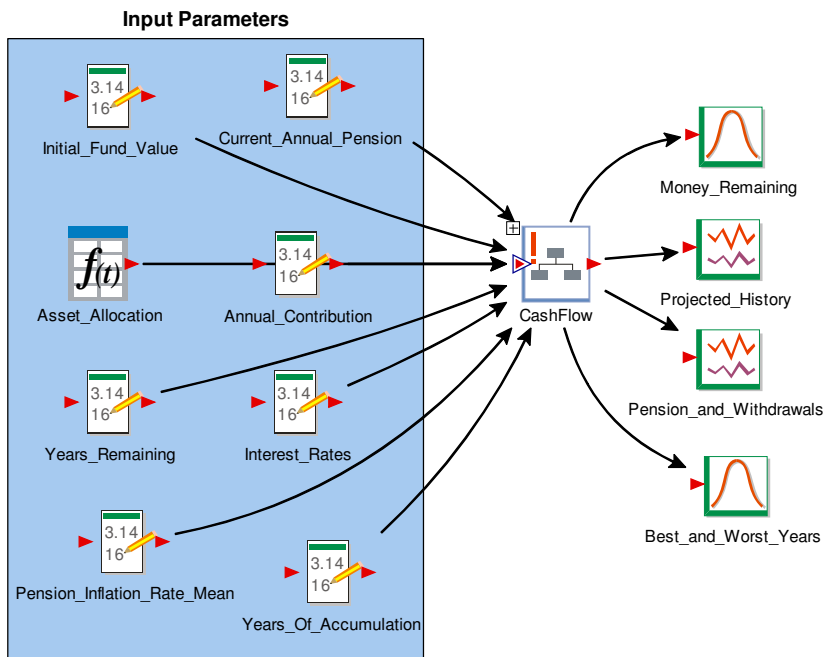 Input Parameters
3.14
16
Initial_Fund_Value
3.14
16
Current_Annual_Pension
f(t)
Asset_Allocation
3.14
16
Annual_Contribution
3.14
16
Years_Remaining
3.14
16
Interest_Rates
3.14
16
Pension_Inflation_Rate_Mean
3.14
16
Years_Of_Accumulation
CashFlow
Money_Remaining
Projected_History
Pension_and_Withdrawals
Best_and_Worst_Years